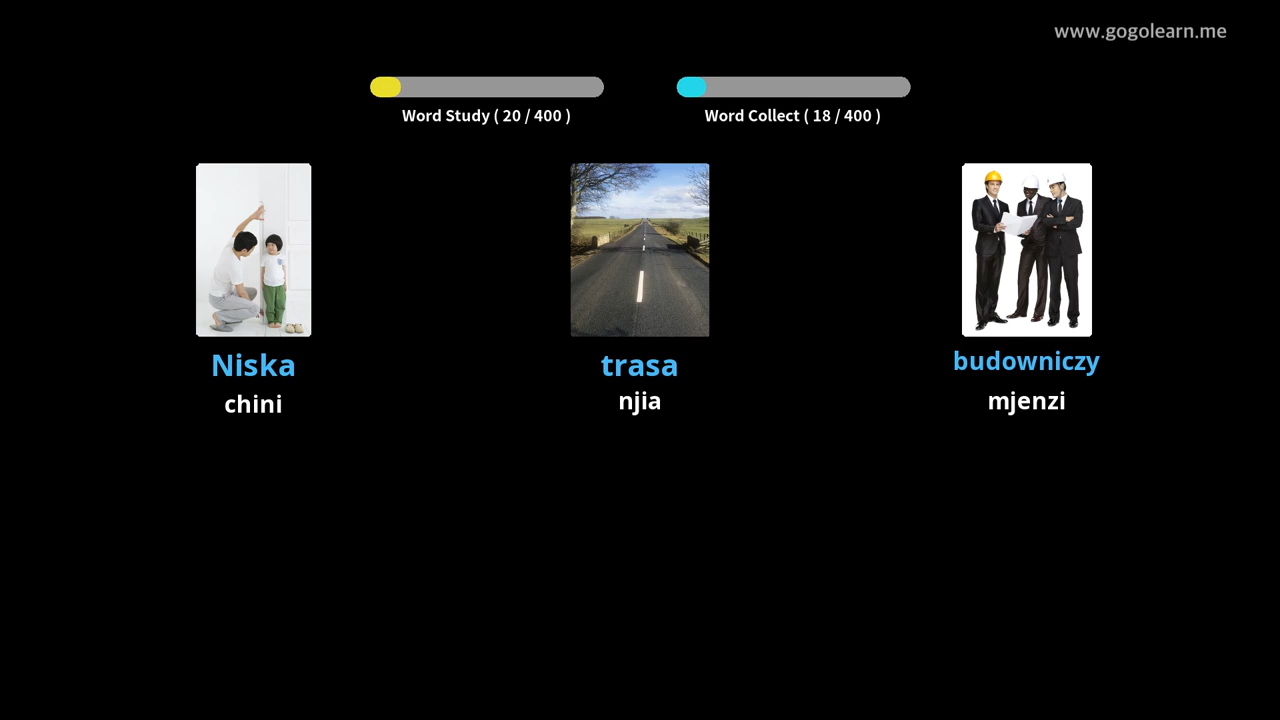 www.gogolearn.me
Word Study ( 20 / 400 )
Word Collect ( 18 / 400 )
Niska
chini
trasa
njia
budowniczy
mjenzi